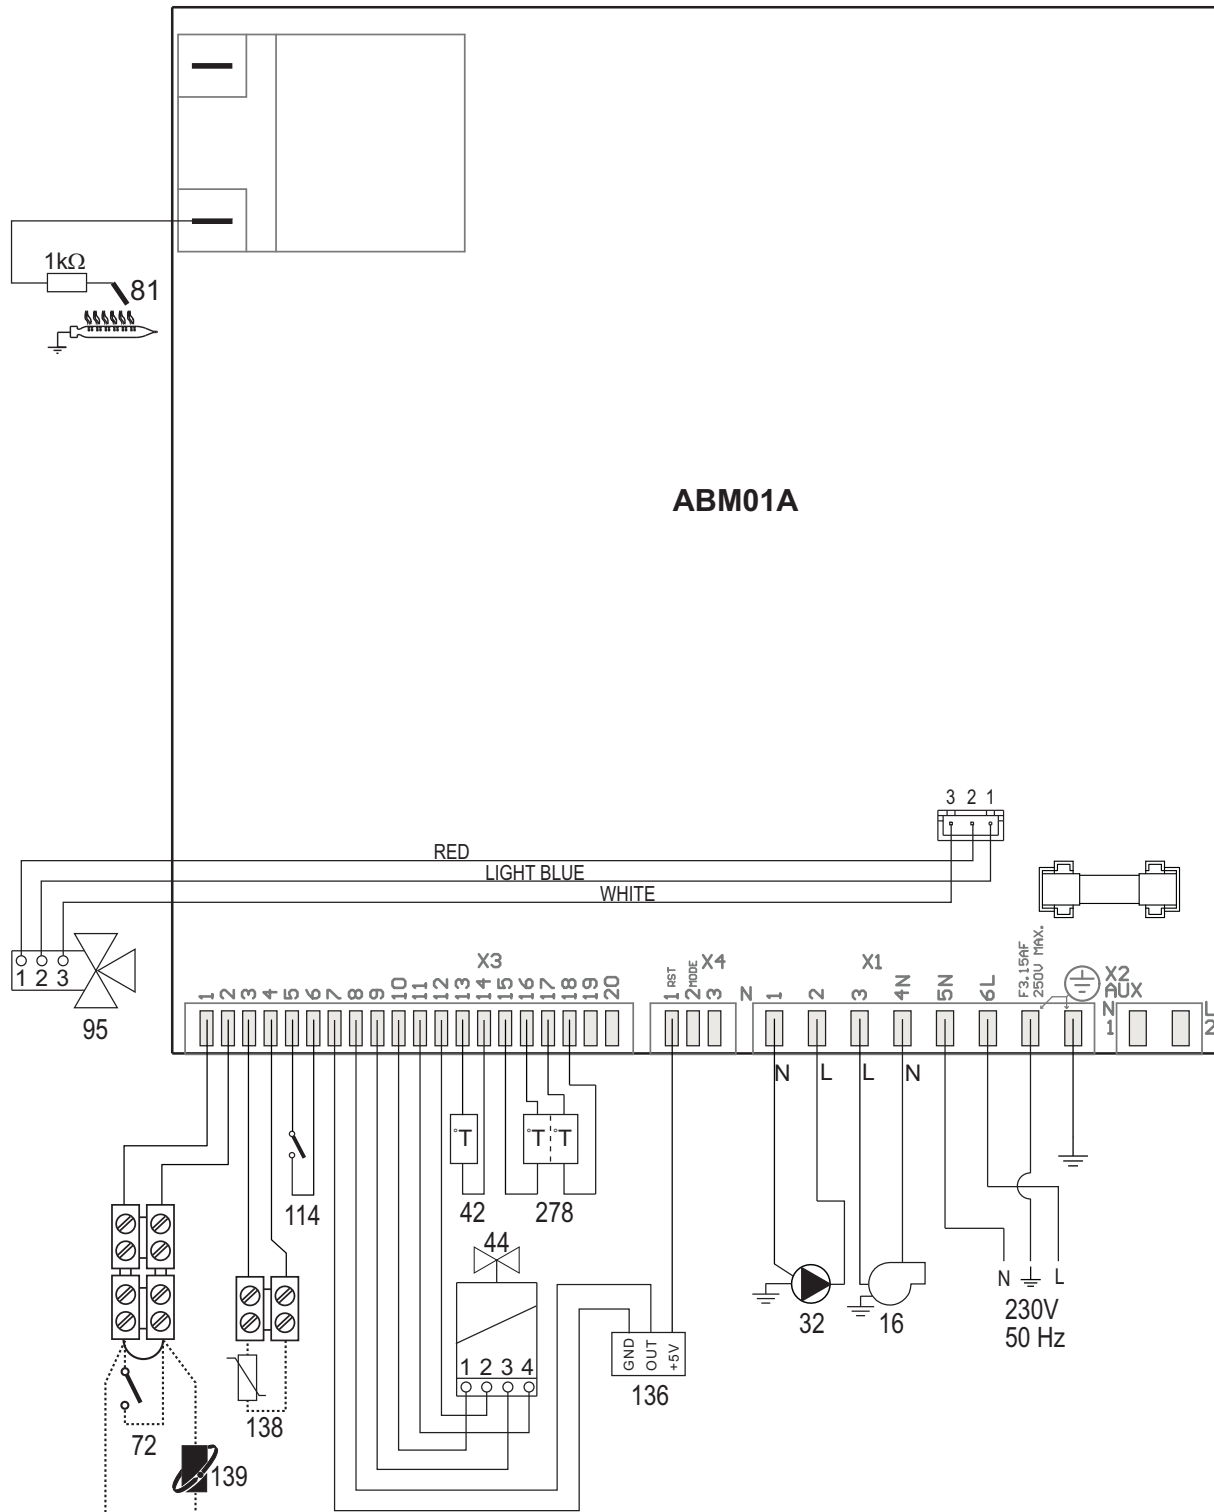 1kΩ
81
ABM01A
3 2 1
RED
LIGHT BLUE
WHITE
1 2 3
95
X3
1 2 3 4 5 6 7 8 9 10 11 12 13 14 15 16 17 18 19 20
X4
1 RST
2 MODE
3
X1
N 1 2 3 4N 5N 6L
F3.15AF
250V MAX.
X2
AUX
N
1
L
2
N L L N
°T
°T °T
114
42
278
44
1 2 3 4
GND
OUT
+5V
136
32
16
N L
230V
50 Hz
72
138
139